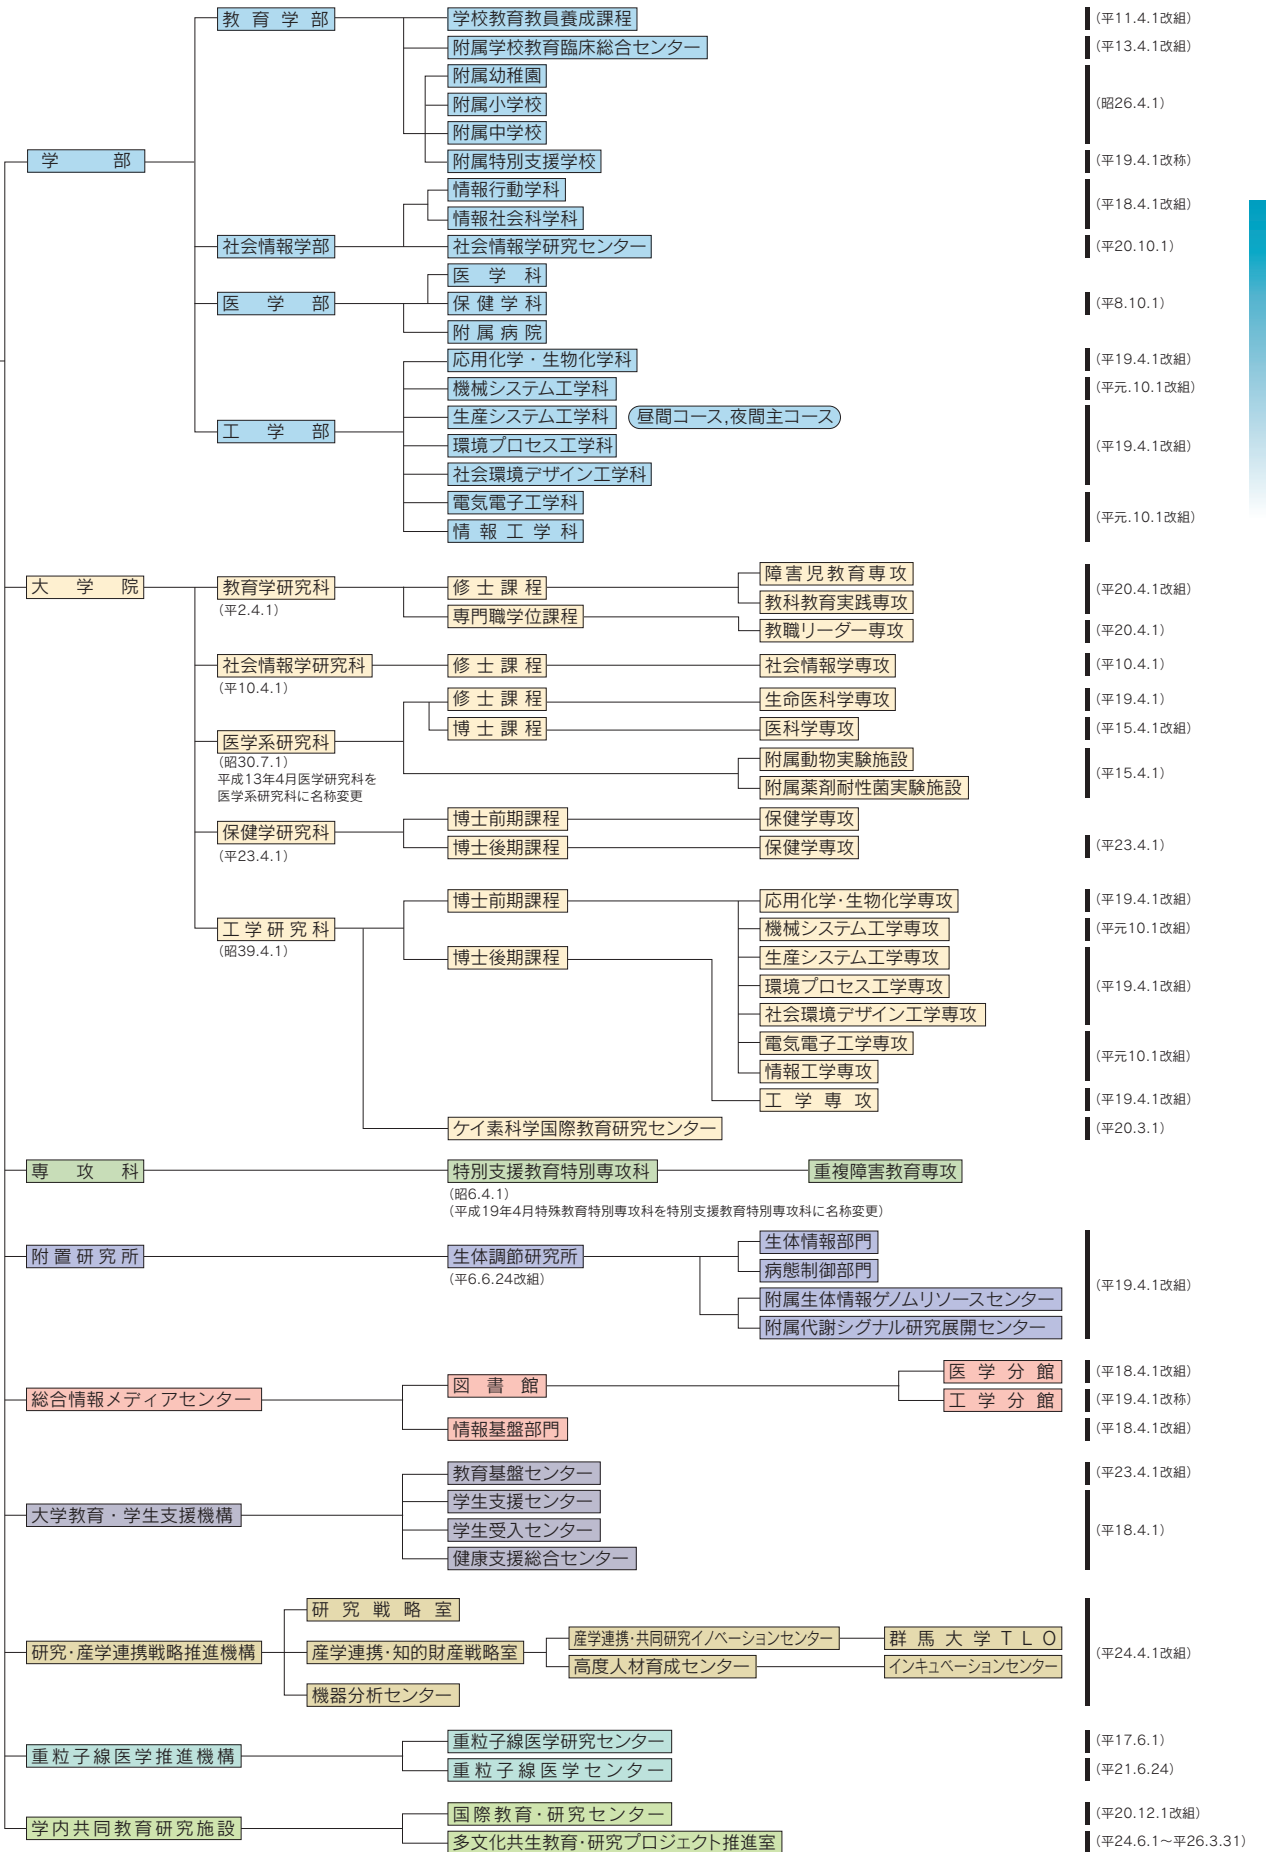 教育学部
学校教育教員養成課程
(平11.4.1改組)
附属学校教育臨床総合センター
(平13.4.1改組)
附属幼稚園
附属小学校
(昭26.4.1)
附属中学校
学部
附属特別支援学校
(平19.4.1改称)
情報行動学科
(平18.4.1改組)
情報社会科学科
社会情報学部
社会情報学研究センター
(平20.10.1)
医学科
医学部
保健学科
(平8.10.1)
附属病院
応用化学・生物化学科
(平19.4.1改組)
機械システム工学科
(平元.10.1改組)
生産システム工学科
昼間コース,夜間主コース
工学部
環境プロセス工学科
(平19.4.1改組)
社会環境デザイン工学科
電気電子工学科
(平元.10.1改組)
情報工学科
大学院
教育学研究科
(平2.4.1)
修士課程
障害児教育専攻
教科教育実践専攻
(平20.4.1改組)
専門職学位課程
教職リーダー専攻
(平20.4.1)
社会情報学研究科
(平10.4.1)
修士課程
社会情報学専攻
(平10.4.1)
修士課程
生命医科学専攻
(平19.4.1)
博士課程
医科学専攻
(平15.4.1改組)
医学系研究科
(昭30.7.1)
平成13年4月医学研究科を
医学系研究科に名称変更
附属動物実験施設
附属薬剤耐性菌実験施設
(平15.4.1)
保健学研究科
(平23.4.1)
博士前期課程
保健学専攻
博士後期課程
保健学専攻
(平23.4.1)
工学研究科
(昭39.4.1)
博士前期課程
応用化学・生物化学専攻
(平19.4.1改組)
機械システム工学専攻
(平元10.1改組)
博士後期課程
生産システム工学専攻
環境プロセス工学専攻
(平19.4.1改組)
社会環境デザイン工学専攻
電気電子工学専攻
(平元10.1改組)
情報工学専攻
工学専攻
(平19.4.1改組)
ケイ素科学国際教育研究センター
(平20.3.1)
専攻科
特別支援教育特別専攻科
重複障害教育専攻
(昭6.4.1)
(平成19年4月特殊教育特別専攻科を特別支援教育特別専攻科に名称変更)
附置研究所
生体調節研究所
(平6.6.24改組)
生体情報部門
病態制御部門
(平19.4.1改組)
附属生体情報ゲノムリソースセンター
附属代謝シグナル研究展開センター
総合情報メディアセンター
図書館
医学分館
(平18.4.1改組)
工学分館
(平19.4.1改称)
情報基盤部門
(平18.4.1改組)
大学教育・学生支援機構
教育基盤センター
(平23.4.1改組)
学生支援センター
学生受入センター
(平18.4.1)
健康支援総合センター
研究・産学連携戦略推進機構
研究戦略室
産学連携・知的財産戦略室
産学連携・共同研究イノベーションセンター
群馬大学TLO
高度人材育成センター
インキュベーションセンター
(平24.4.1改組)
機器分析センター
重粒子線医学推進機構
重粒子線医学研究センター
(平17.6.1)
重粒子線医学センター
(平21.6.24)
学内共同教育研究施設
国際教育・研究センター
(平20.12.1改組)
多文化共生教育・研究プロジェクト推進室
(平24.6.1~平26.3.31)